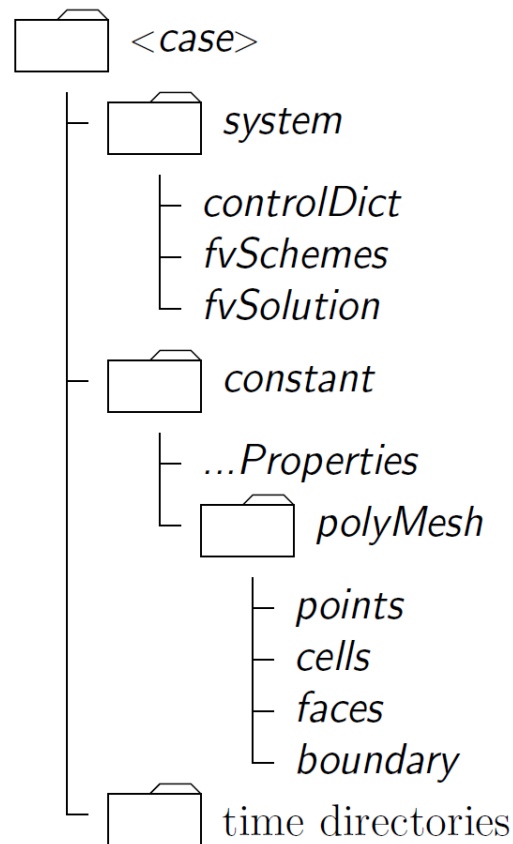 <case>
system
controlDict
fvSchemes
fvSolution
constant
...Properties
polyMesh
points
cells
faces
boundary
time directories